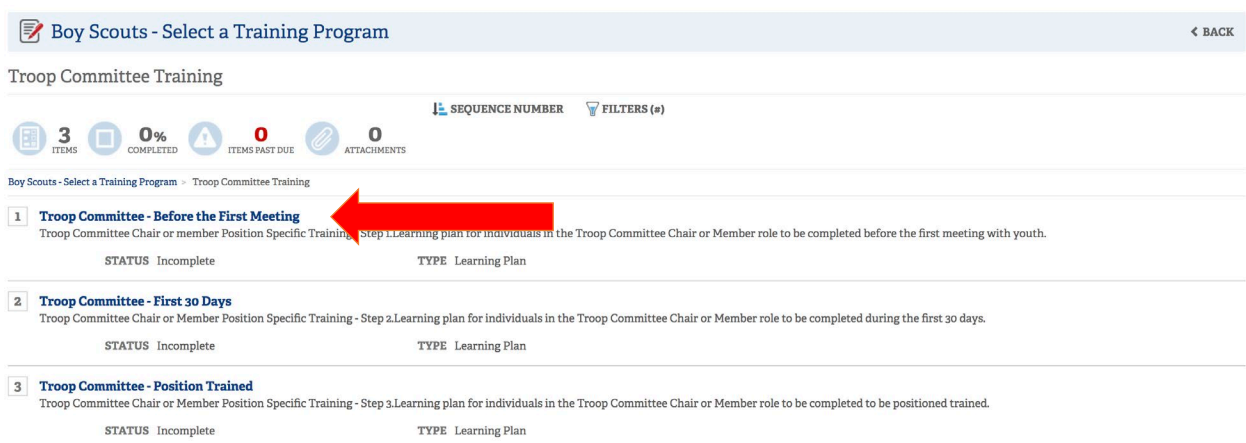 Boy Scouts - Select a Training Program
< BACK
Troop Committee Training
SEQUENCE NUMBER FILTERS (#)
3 ITEMS 0% COMPLETED 0 ITEMS PAST DUE 0 ATTACHMENTS
Boy Scouts - Select a Training Program > Troop Committee Training
1 Troop Committee - Before the First Meeting
Troop Committee Chair or member Position Specific Training Step 1.Learning plan for individuals in the Troop Committee Chair or Member role to be completed before the first meeting with youth.
STATUS Incomplete TYPE Learning Plan
2 Troop Committee - First 30 Days
Troop Committee Chair or Member Position Specific Training - Step 2.Learning plan for individuals in the Troop Committee Chair or Member role to be completed during the first 30 days.
STATUS Incomplete TYPE Learning Plan
3 Troop Committee - Position Trained
Troop Committee Chair or Member Position Specific Training - Step 3.Learning plan for individuals in the Troop Committee Chair or Member role to be completed to be positioned trained.
STATUS Incomplete TYPE Learning Plan